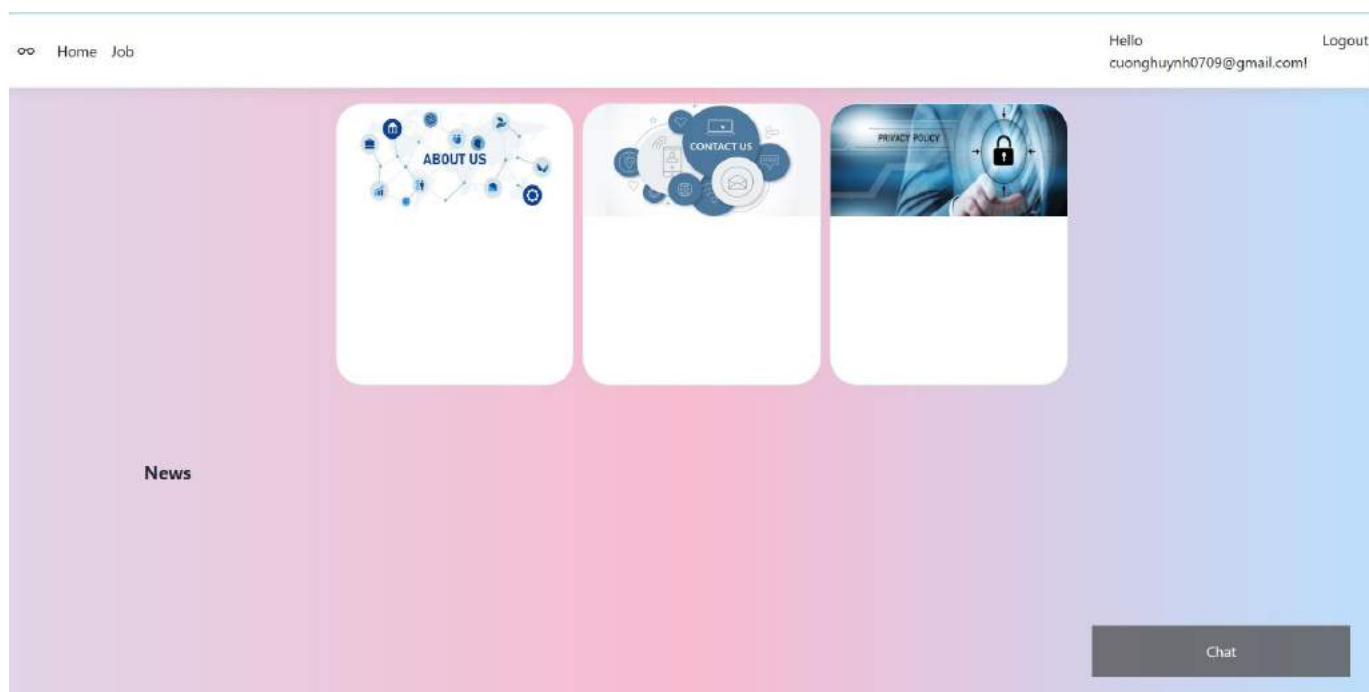 Home Job
Hello
cuonghuynh0709@gmail.com!
Logout
ABOUT US
CONTACT US
PRIVACY POLICY
News
Chat